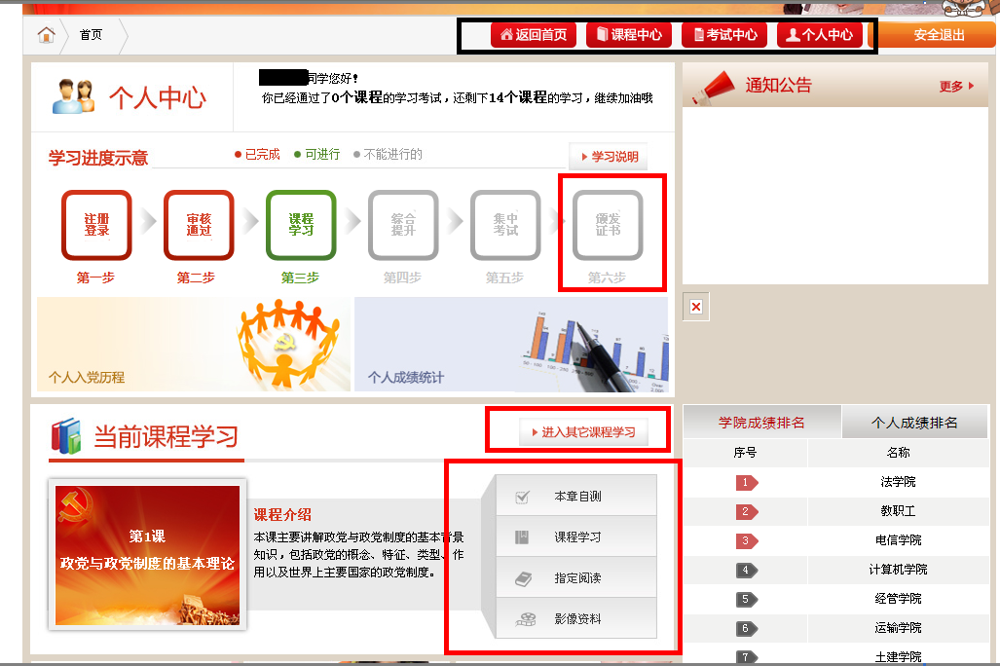 首页
返回首页
课程中心
考试中心
个人中心
安全退出
个人中心
同学您好！
你已经通过了0个课程的学习考试，还剩下14个课程的学习，继续加油哦
通知公告
更多
学习进度示意
已完成
可进行
不能进行的
学习说明
注册
登录
审核
通过
课程
学习
综合
提升
集中
考试
颁发
证书
第一步
第二步
第三步
第四步
第五步
第六步
个人入党历程
个人成绩统计
当前课程学习
进入其它课程学习
第1课
政党与政党制度的基本理论
课程介绍
本课主要讲解政党与政党制度的基本背景
知识，包括政党的概念、特征、类型、作
用以及世界上主要国家的政党制度。
本章自测
课程学习
指定阅读
影像资料
学院成绩排名
个人成绩排名
序号
名称
1
法学院
2
教职工
3
电信学院
4
计算机学院
5
经管学院
6
运输学院
7
土建学院